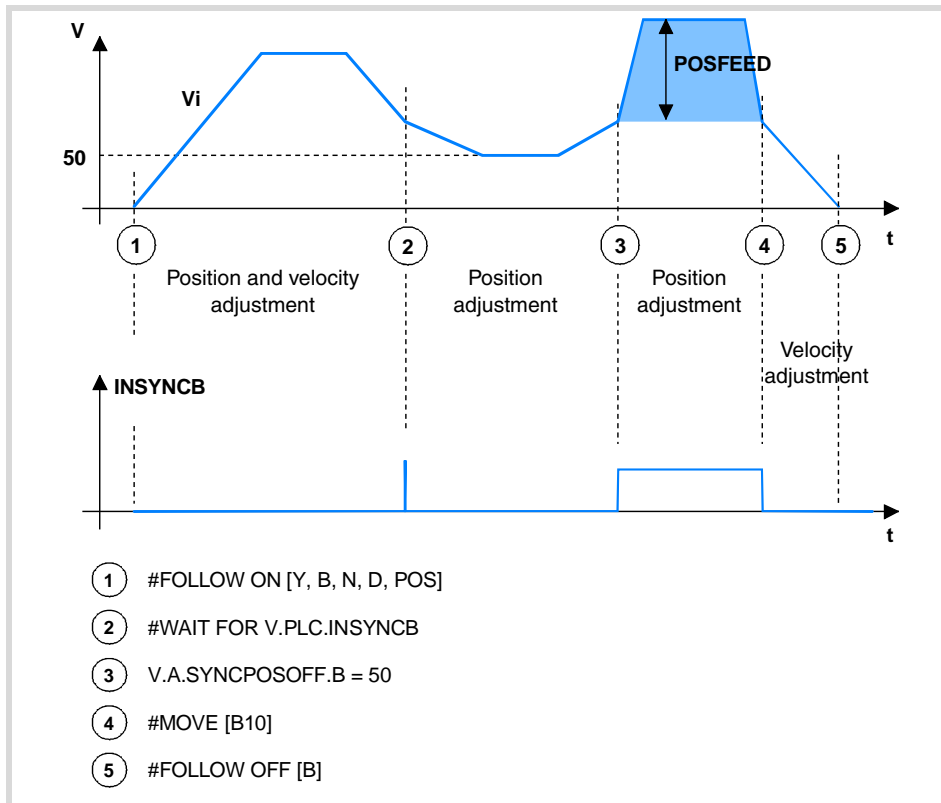 V
POSFEED
Vi
50
t
1
2
3
4
5
Position and velocity
adjustment
Position
adjustment
Position
adjustment
Velocity
adjustment
INSYNCB
t
1 #FOLLOW ON [Y, B, N, D, POS]
2 #WAIT FOR V.PLC.INSYNCB
3 V.A.SYNCPOSOFF.B = 50
4 #MOVE [B10]
5 #FOLLOW OFF [B]